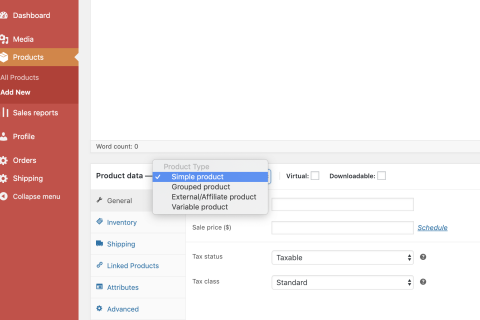 Dashboard
Media
Products
All Products
Add New
Sales reports
Profile
Orders
Shipping
Collapse menu
Word count: 0
Product data —
Product Type
✓ Simple product
Grouped product
External/Affiliate product
Variable product
Virtual:
Downloadable:
General
Inventory
Shipping
Linked Products
Attributes
Advanced
Sale price ($)
Schedule
Tax status
Taxable
Tax class
Standard